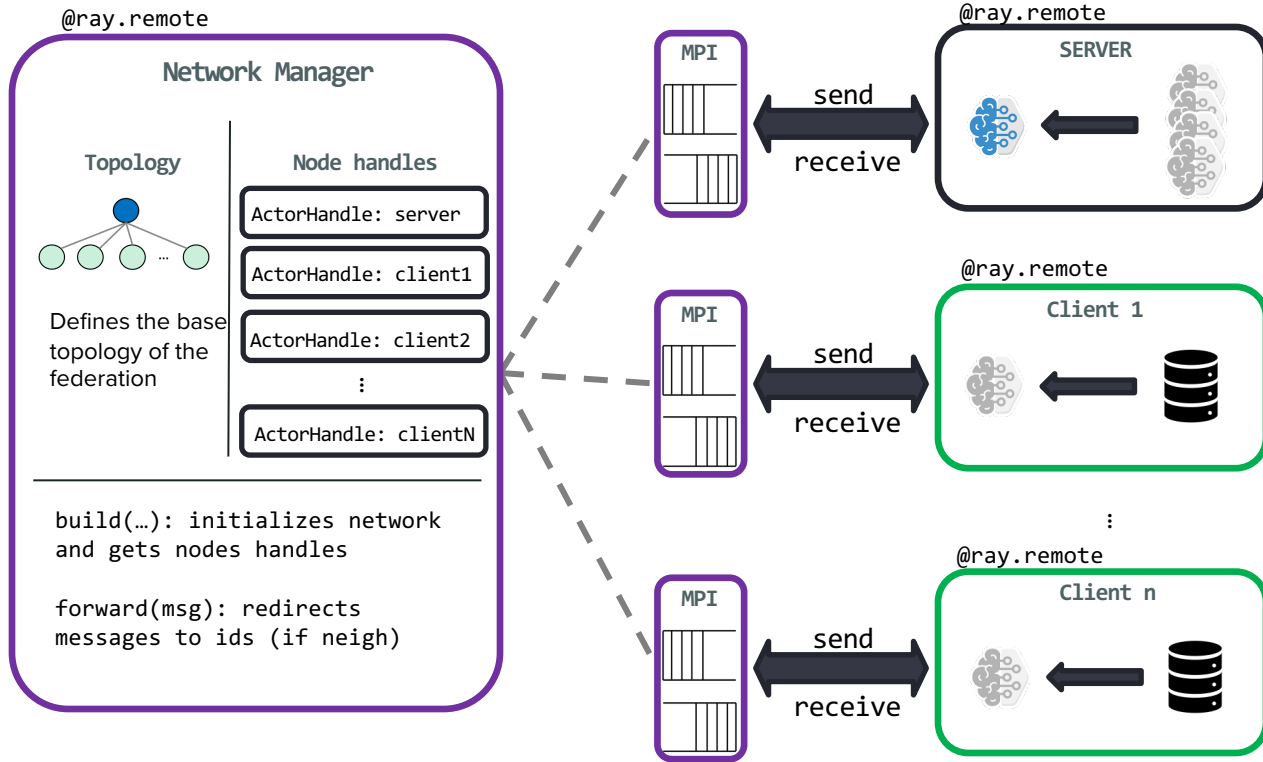 @ray.remote
Network Manager
Topology
...
Defines the base
topology of the
federation
Node handles
ActorHandle: server
ActorHandle: client1
ActorHandle: client2
⋮
ActorHandle: clientN
build(…): initializes network
and gets nodes handles
forward(msg): redirects
messages to ids (if neigh)
MPI
send
receive
@ray.remote
SERVER
MPI
send
receive
@ray.remote
Client 1
⋮
MPI
send
receive
@ray.remote
Client n